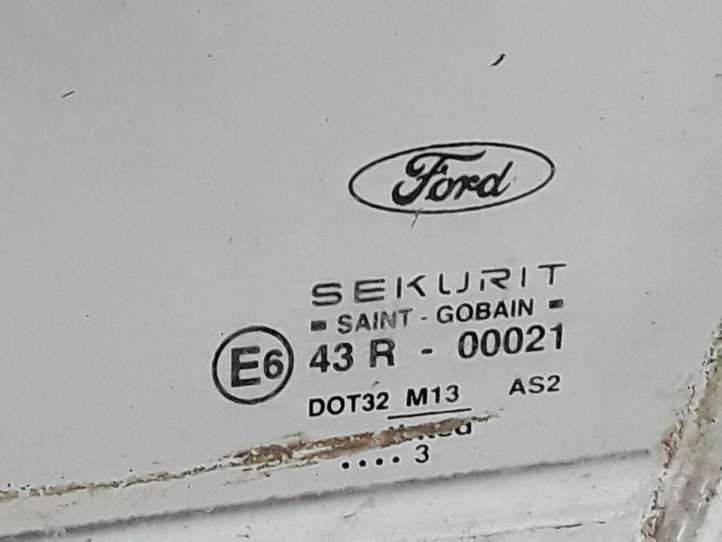 Ford
SEKURIT
SAINT - GOBAIN
E6 43 R - 00021
DOT32 M13 AS2
.... 3